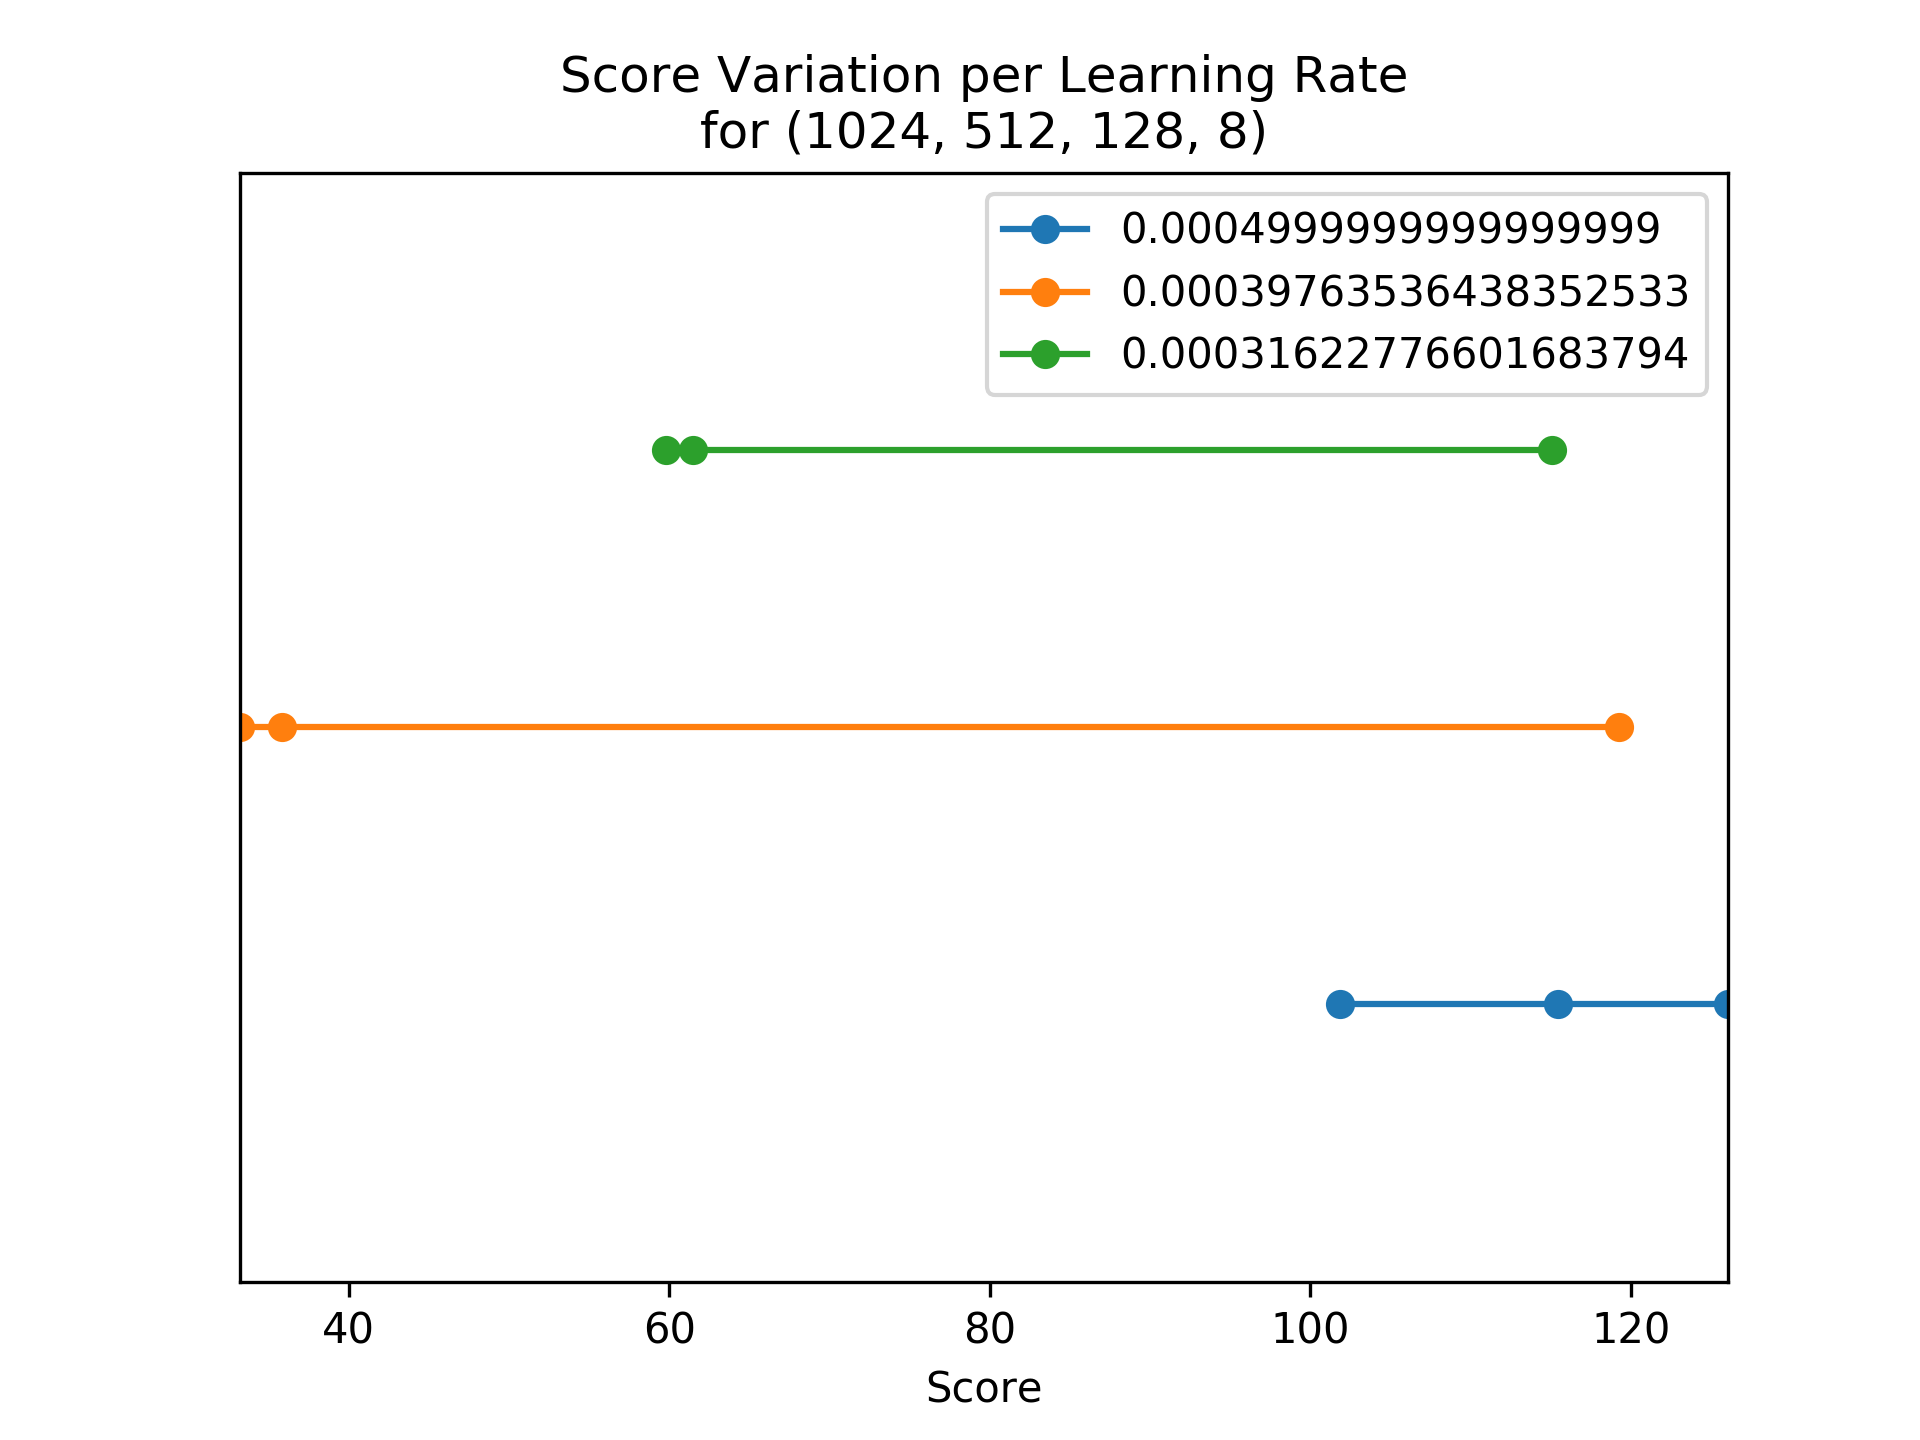 Score Variation per Learning Rate
for (1024, 512, 128, 8)
0.0004999999999999999
0.00039763536438352533
0.00031622776601683794
40 60 80 100 120
Score